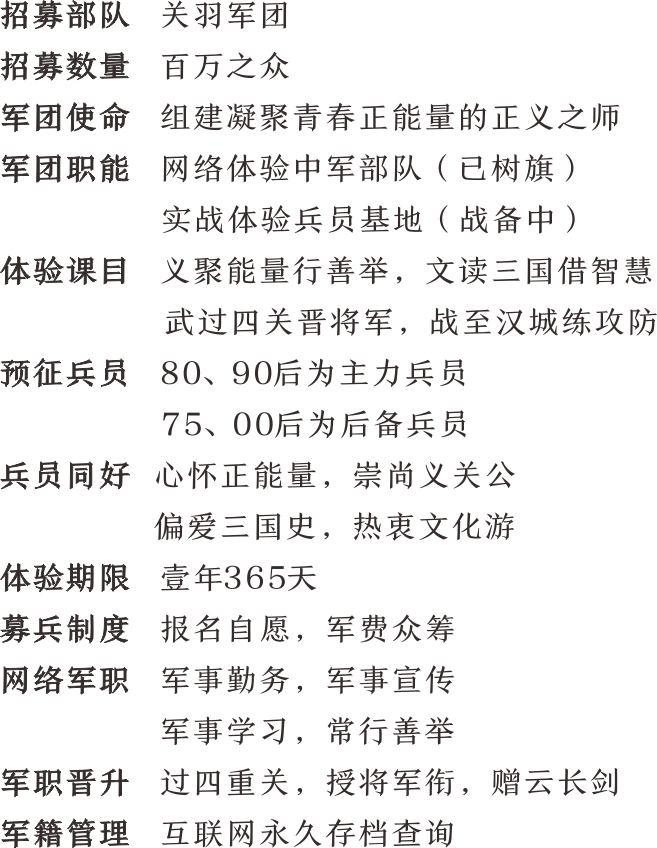 招募部队 关羽军团
招募数量 百万之众
军团使命 组建凝聚青春正能量的正义之师
军团职能 网络体验中军部队（已树旗）
实战体验兵员基地（战备中）
体验课目 义聚能量行善举，文读三国借智慧
武过四关晋将军，战至汉城练攻防
预征兵员 80、90后为主力兵员
75、00后为后备兵员
兵员同好 心怀正能量，崇尚义关公
偏爱三国史，热衷文化游
体验期限 壹年365天
募兵制度 报名自愿，军费众筹
网络军职 军事勤务，军事宣传
军事学习，常行善举
军职晋升 过四重关，授将军衔，赠云长剑
军籍管理 互联网永久存档查询